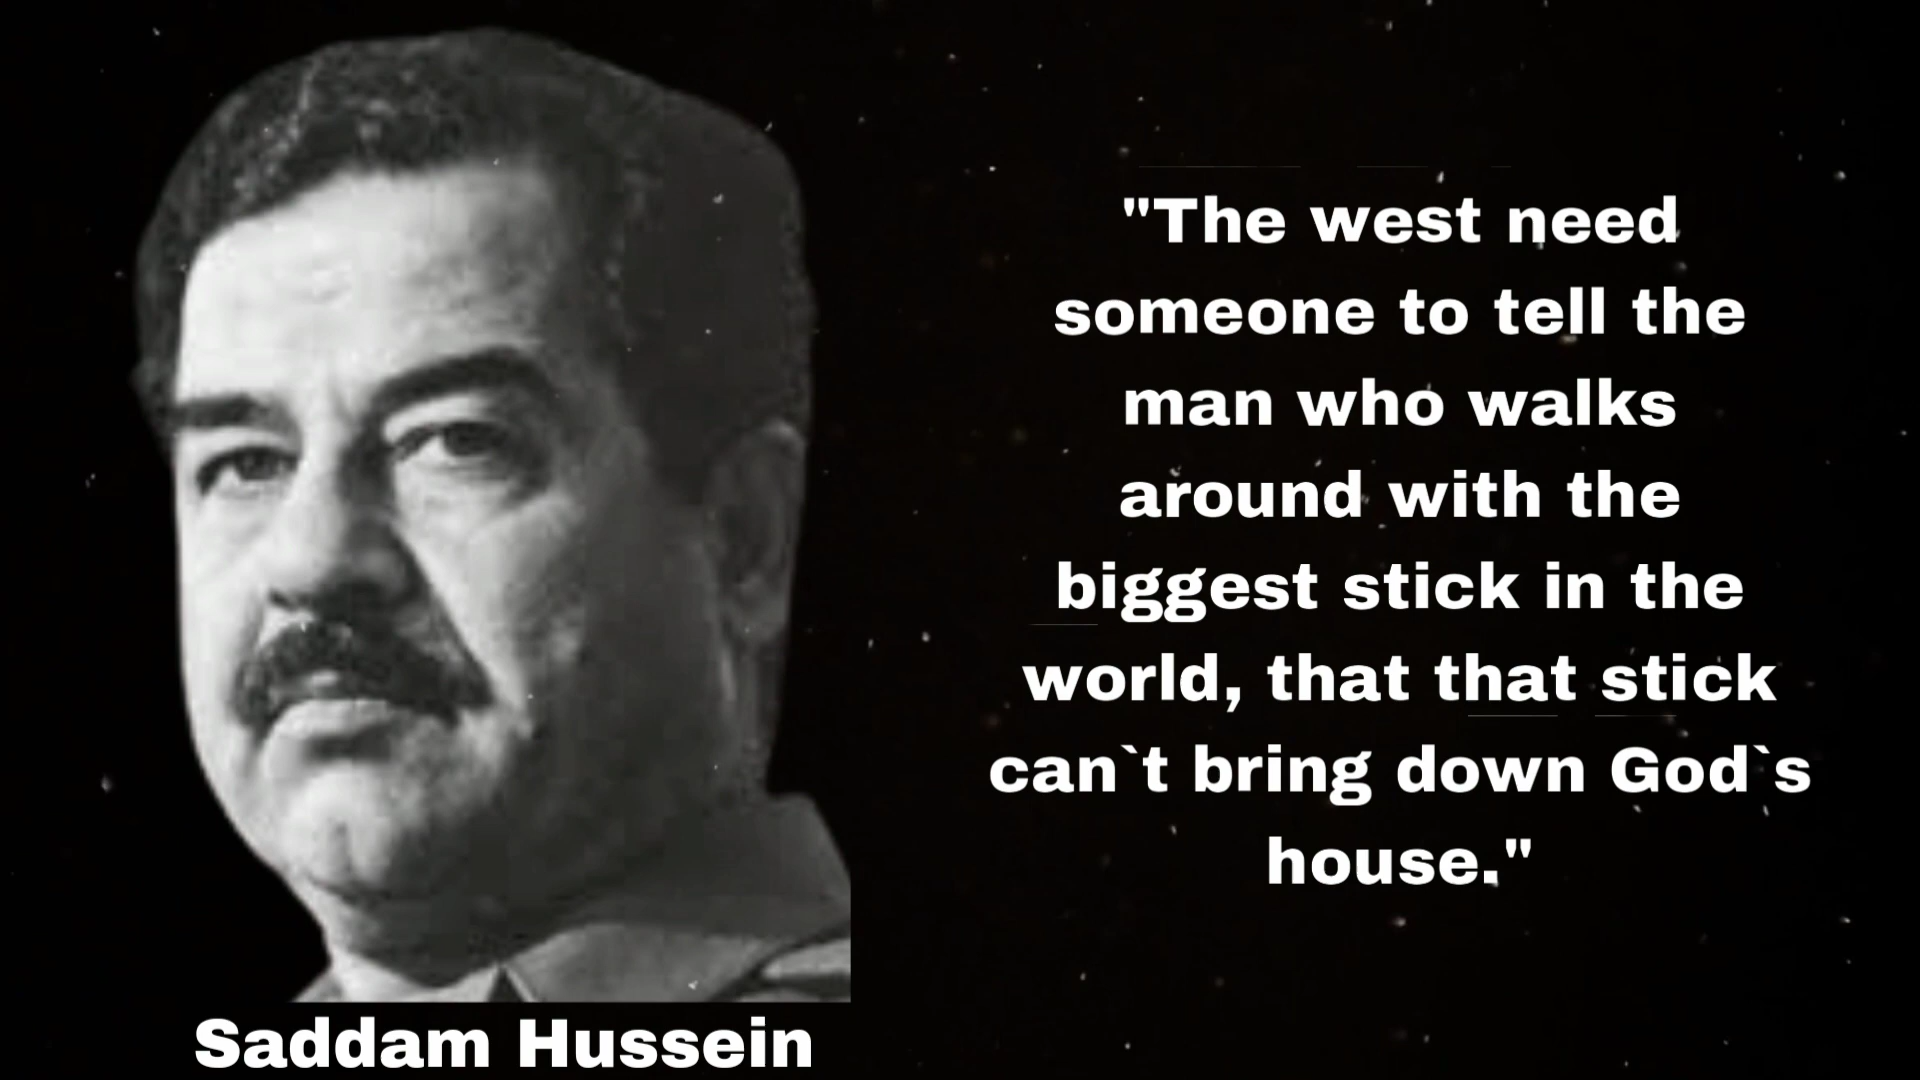 "The west need
someone to tell the
man who walks
around with the
biggest stick in the
world, that that stick
can`t bring down God`s
house."
Saddam Hussein